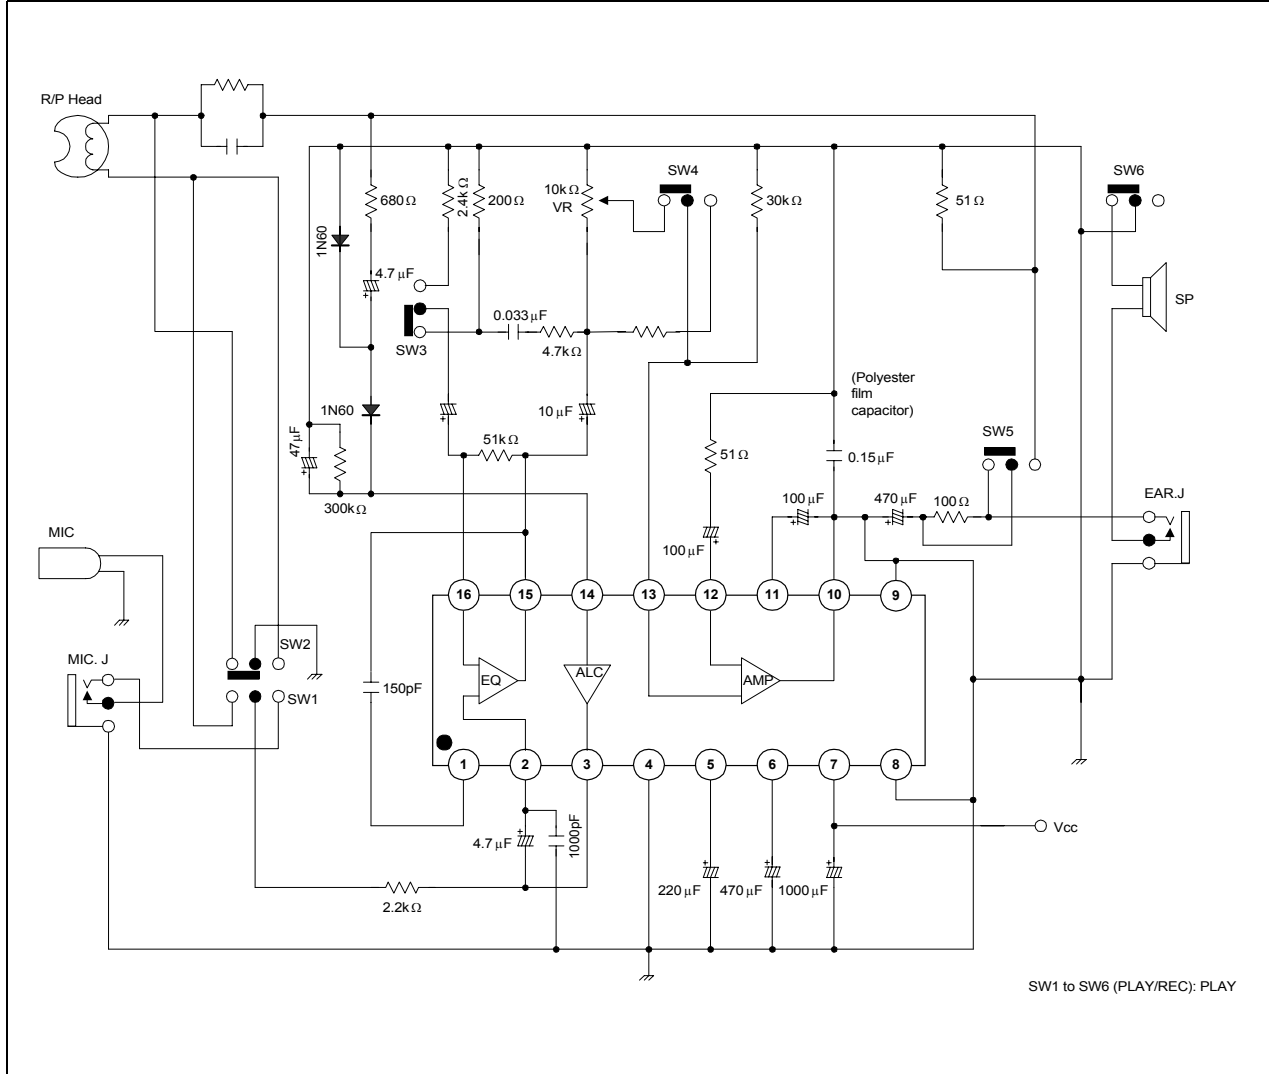 R/P Head
SW4
SW6
680Ω
2.4kΩ
200Ω
10kΩ
VR
30kΩ
51Ω
1N60
4.7μF
SP
0.033μF
SW3
4.7kΩ
(Polyester
film
capacitor)
1N60
10μF
SW5
47μF
51kΩ
51Ω
0.15μF
300kΩ
100μF
470μF
100Ω
EAR.J
MIC
100μF
16
15
14
13
12
11
10
9
SW2
MIC. J
EQ
ALC
AMP
150pF
SW1
1
2
3
4
5
6
7
8
4.7μF
1000pF
Vcc
2.2kΩ
220μF
470μF
1000μF
SW1 to SW6 (PLAY/REC): PLAY
+
+
+
+
+
+
+
+
+
+
+